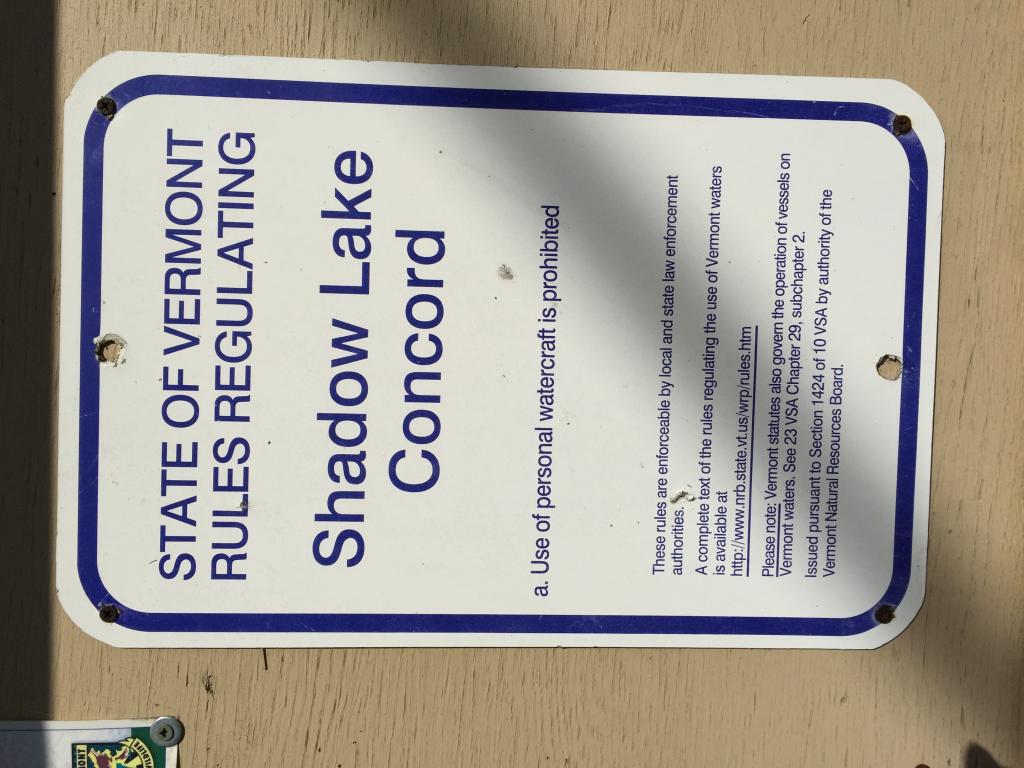 STATE OF VERMONT
RULES REGULATING
Shadow Lake
Concord
a. Use of personal watercraft is prohibited
These rules are enforceable by local and state law enforcement
authorities.
A complete text of the rules regulating the use of Vermont waters
is available at
http://www.nrb.state.vt.us/wrp/rules.htm
Please note: Vermont statutes also govern the operation of vessels on
Vermont waters. See 23 VSA Chapter 29, subchapter 2.
Issued pursuant to Section 1424 of 10 VSA by authority of the
Vermont Natural Resources Board.